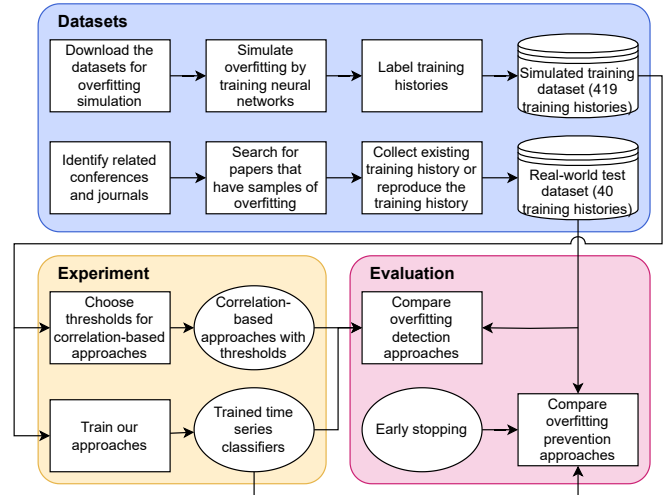 Datasets
Download the
datasets for
overfitting
simulation
Simulate
overfitting by
training neural
networks
Label training
histories
Simulated training
dataset (419
training histories)
Identify related
conferences
and journals
Search for
papers that
have samples of
overfitting
Collect existing
training history or
reproduce the
training history
Real-world test
dataset (40
training histories)
Experiment
Choose
thresholds for
correlation-based
approaches
Correlation-
based
approaches with
thresholds
Train our
approaches
Trained time
series
classifiers
Evaluation
Compare
overfitting
detection
approaches
Early stopping
Compare
overfitting
prevention
approaches